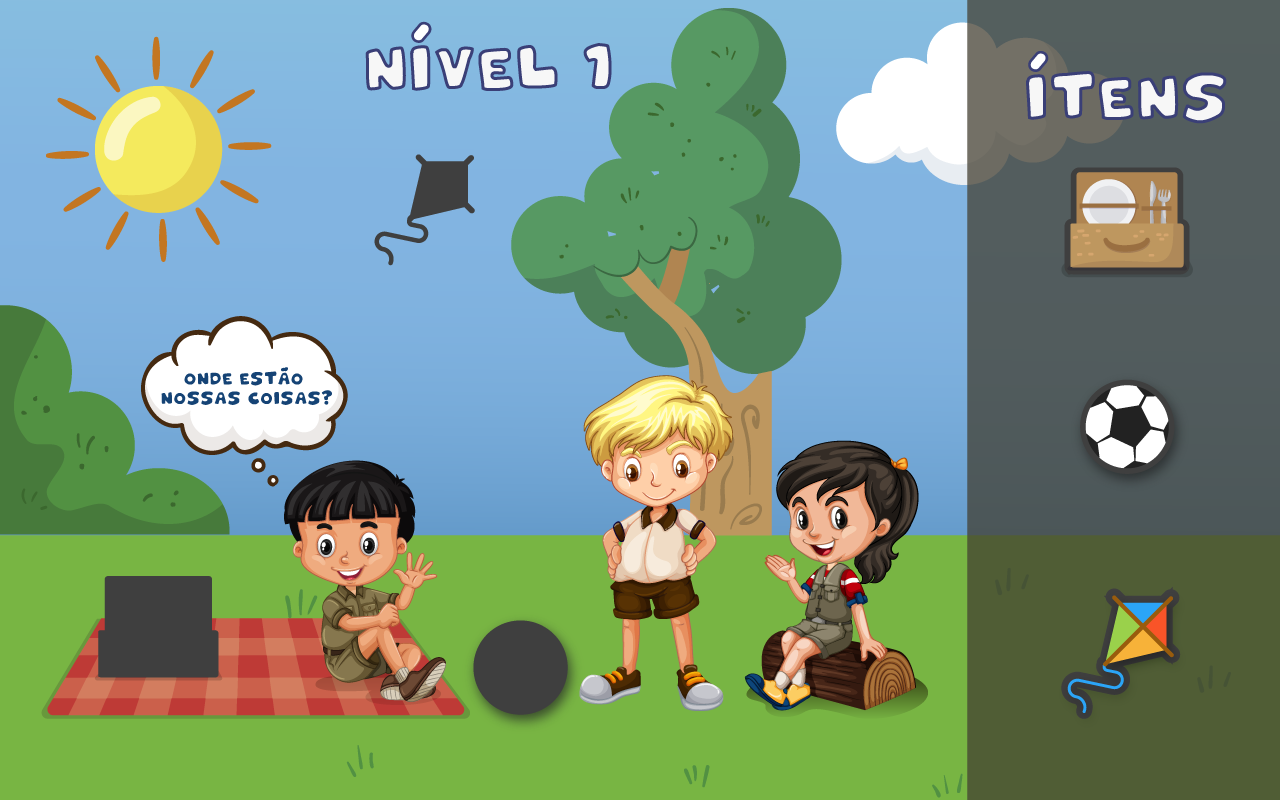 NÍVEL 1
ÍTENS
ONDE ESTÃO
NOSSAS COISAS?